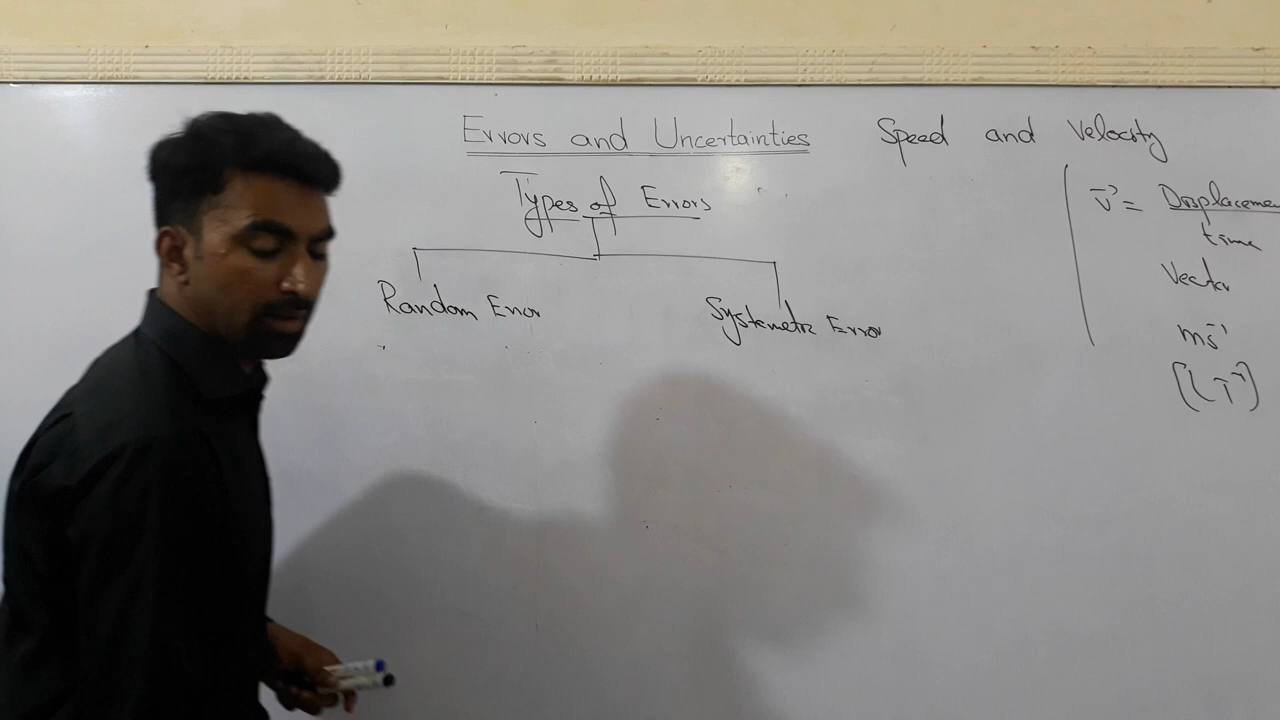 Errors and Uncertainties
Types of Errors
Random Error
Systematic Error
Speed and Velocity
v⃗ = Displacemen
time
Vector
ms⁻¹
[LT⁻¹]